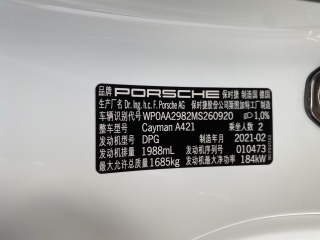 品牌 PORSCHE 保时捷 制造国 德国
Dr. Ing. h.c. F. Porsche AG 保时捷股份公司斯图加特工厂制造
车辆识别代号 WP0AA2982MS260920 1,0%
整车型号 Cayman A421 乘坐人数 2
发动机型号 DPG 制造年月 2021-02
发动机排量 1988mL 发动机序列号 010473
最大允许总质量 1685kg 发动机最大净功率 184kW